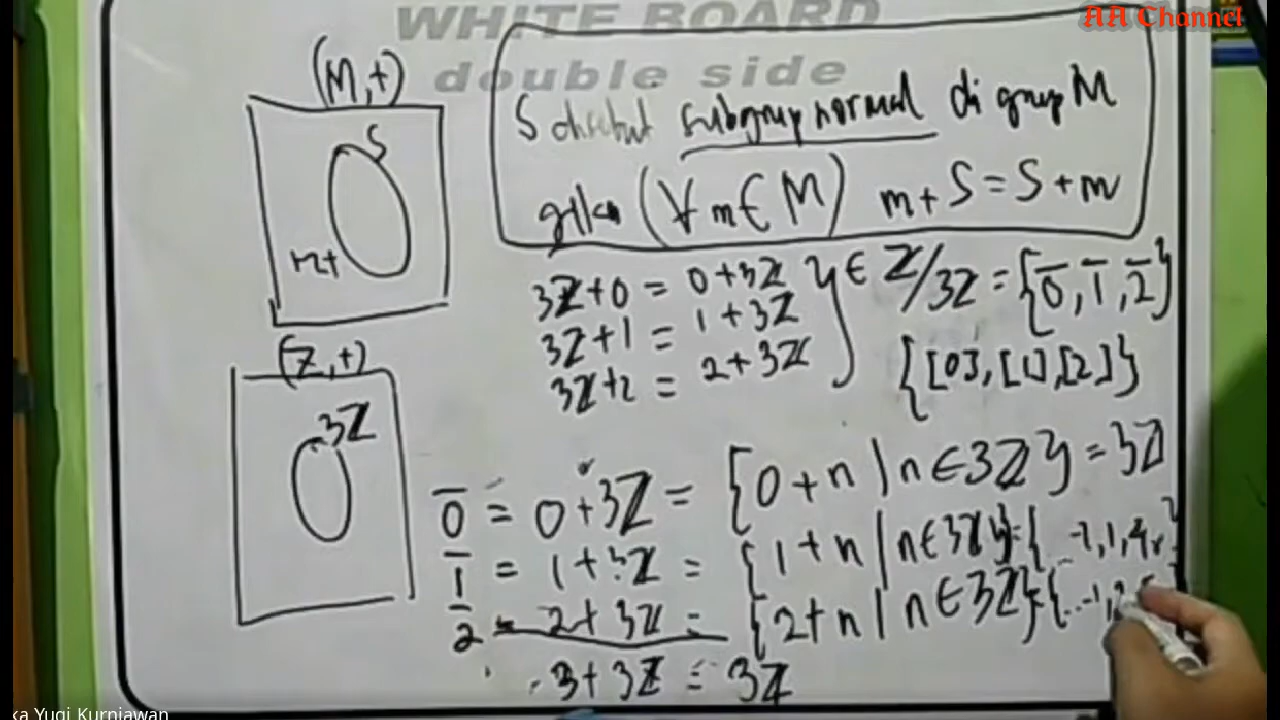 WHITE BOARD
double side
AA Channel
(M,+)
S
m+
S disebut subgrup normal di grup M
jika (∀ m ∈ M) m + S = S + m
3ℤ+0 = 0+3ℤ
3ℤ+1 = 1+3ℤ
3ℤ+2 = 2+3ℤ
} ∈ ℤ/3ℤ = {0̅, 1̅, 2̅}
{[0],[1],[2]}
(ℤ,+)
3ℤ
0̅ = 0+3ℤ = {0+n | n ∈ 3ℤ} = 3ℤ
1̅ = 1+3ℤ = {1+n | n ∈ 3ℤ} = {
2̅ = 2+3ℤ = {2+n | n ∈ 3ℤ} = {..-1,
3+3ℤ = 3ℤ
ka Yugi Kurniawan